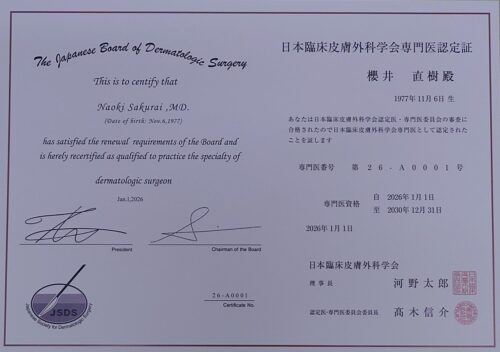 The Japanese Board of Dermatologic Surgery
This is to certify that
Naoki Sakurai ,MD.
(Date of birth: Nov.6,1977)
has satisfied the renewal requirements of the Board and
is herely recertified as qualified to practice the specialty of
dermatologic surgeon
Jan.1,2026
President
Chairman of the Board
JSDS
Japanese Society for Dermatologic Surgery
26-A0001
Certificate No.
日本臨床皮膚外科学会専門医認定証
櫻井 直樹殿
1977年11月6日 生
あなたは日本臨床皮膚外科学会認定医・専門医委員会の審査に
合格されたので日本臨床皮膚外科学会専門医として認定された
ことを証します
専門医番号 第 26-A0001 号
専門医資格
自 2026年1月1日
至 2030年12月31日
2026年1月1日
日本臨床皮膚外科学会
理事長 河野太郎
認定医・専門医委員会委員長 髙木信介